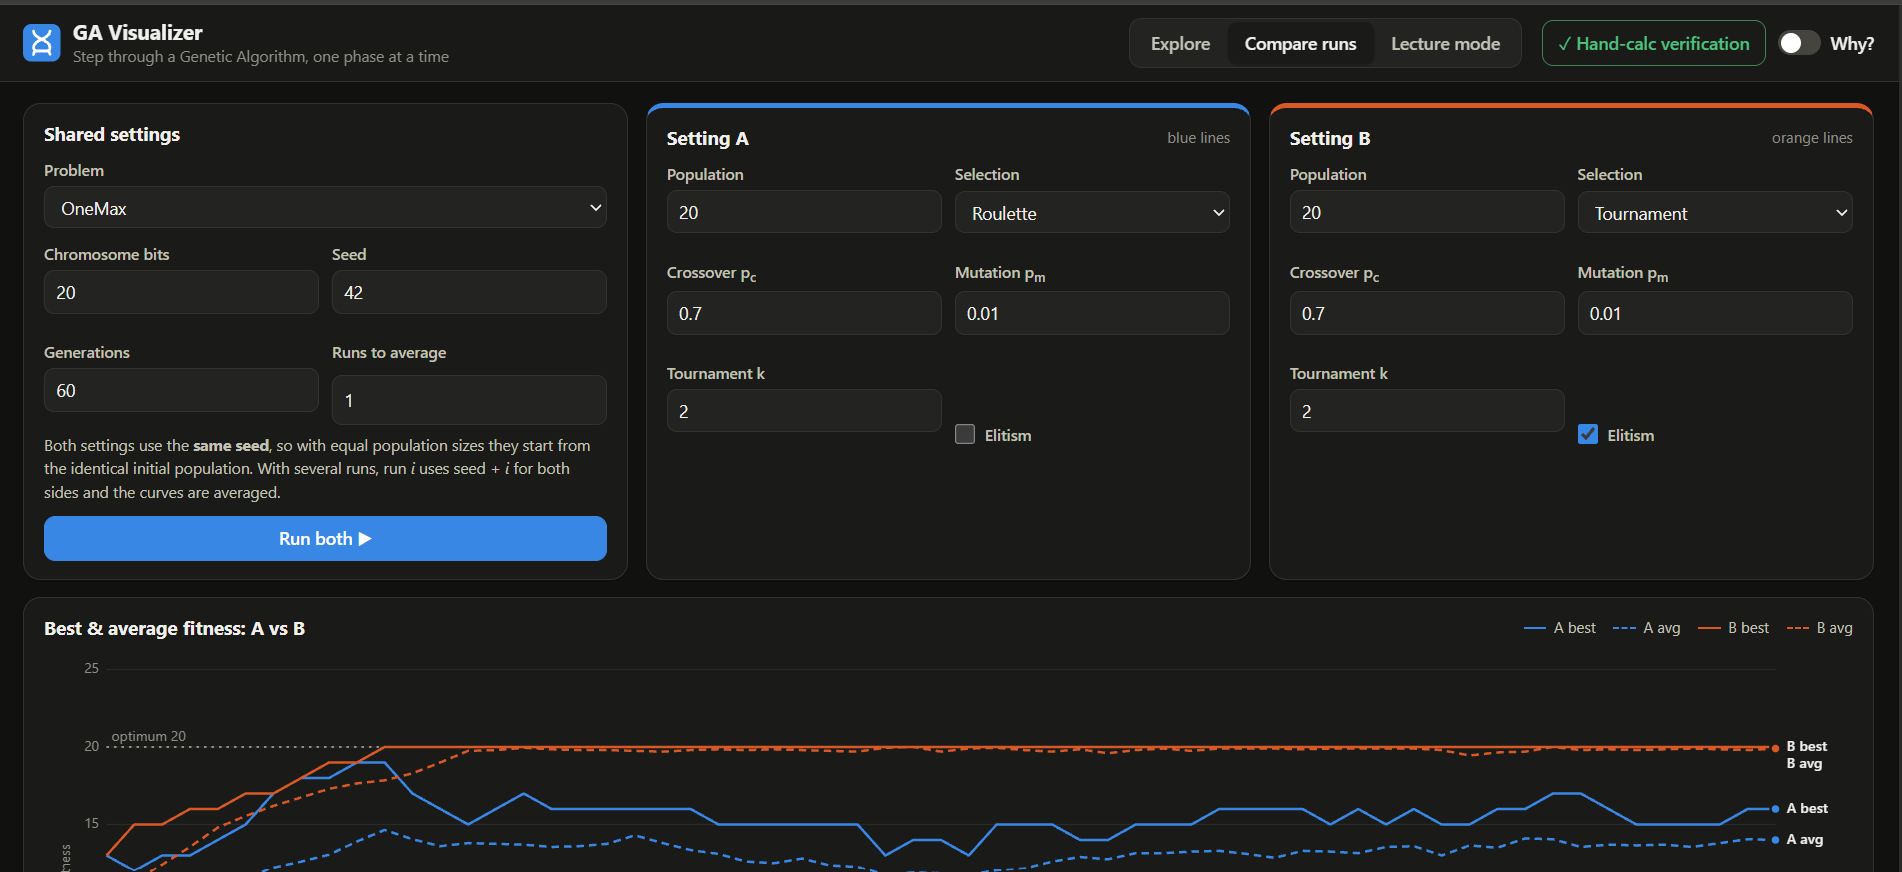 GA Visualizer
Step through a Genetic Algorithm, one phase at a time
Explore
Compare runs
Lecture mode
✓ Hand-calc verification
Why?
Shared settings
Problem
OneMax
Chromosome bits
Seed
20
42
Generations
Runs to average
60
1
Both settings use the same seed, so with equal population sizes they start from
the identical initial population. With several runs, run i uses seed + i for both
sides and the curves are averaged.
Run both ▶
Setting A
blue lines
Population
Selection
20
Roulette
Crossover pc
Mutation pm
0.7
0.01
Tournament k
2
Elitism
Setting B
orange lines
Population
Selection
20
Tournament
Crossover pc
Mutation pm
0.7
0.01
Tournament k
2
Elitism
Best & average fitness: A vs B
A best
A avg
B best
B avg
25
optimum 20
20
15
B best
B avg
A best
A avg